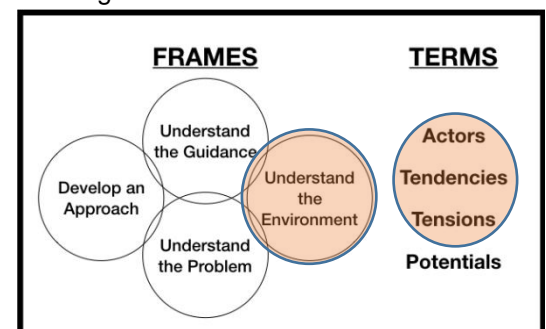 FRAMES
TERMS
Understand
the Guidance
Develop an
Approach
Understand
the
Environment
Understand
the Problem
Actors
Tendencies
Tensions
Potentials